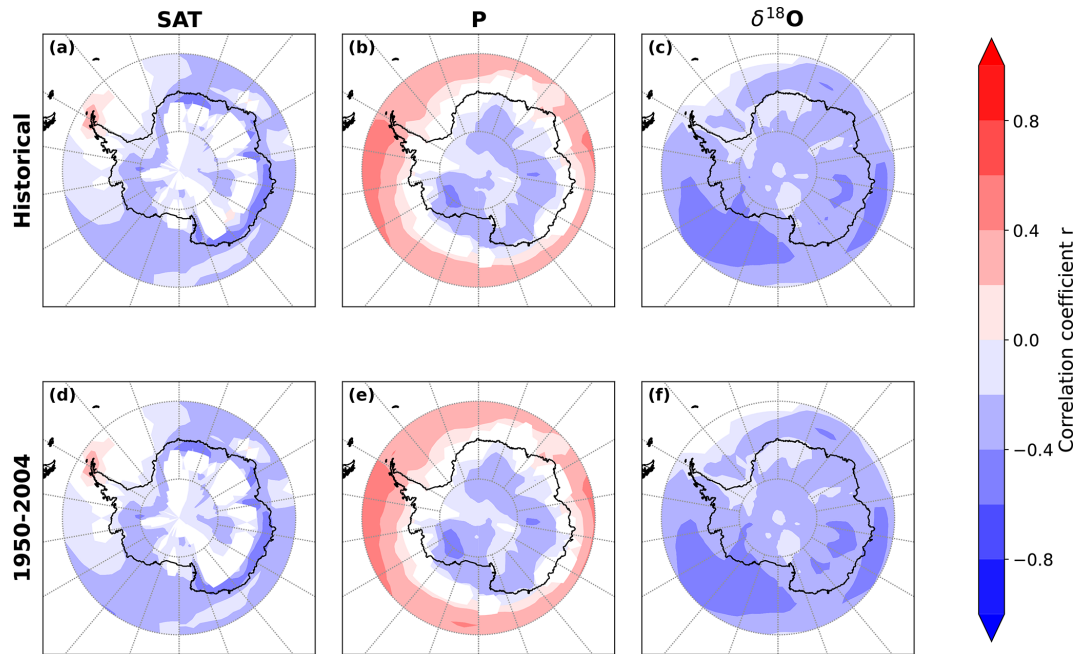 SAT
P
δ¹⁸O
Historical
(a)
(b)
(c)
1950-2004
(d)
(e)
(f)
0.8
0.4
0.0
−0.4
−0.8
Correlation coefficient r